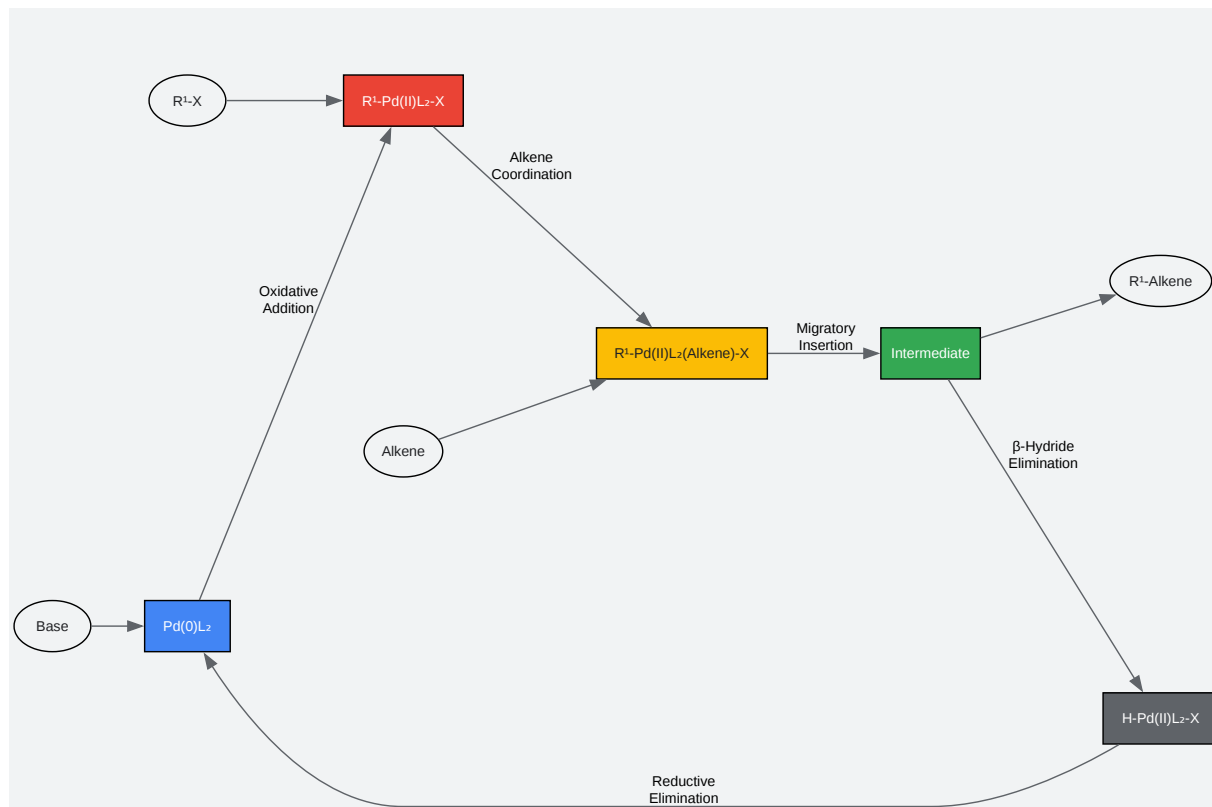 R¹-X
R¹-Pd(II)L₂-X
Alkene
Coordination
R¹-Alkene
Oxidative
Addition
Migratory
Insertion
R¹-Pd(II)L₂(Alkene)-X
Intermediate
Alkene
β-Hydride
Elimination
Base
Pd(0)L₂
H-Pd(II)L₂-X
Reductive
Elimination